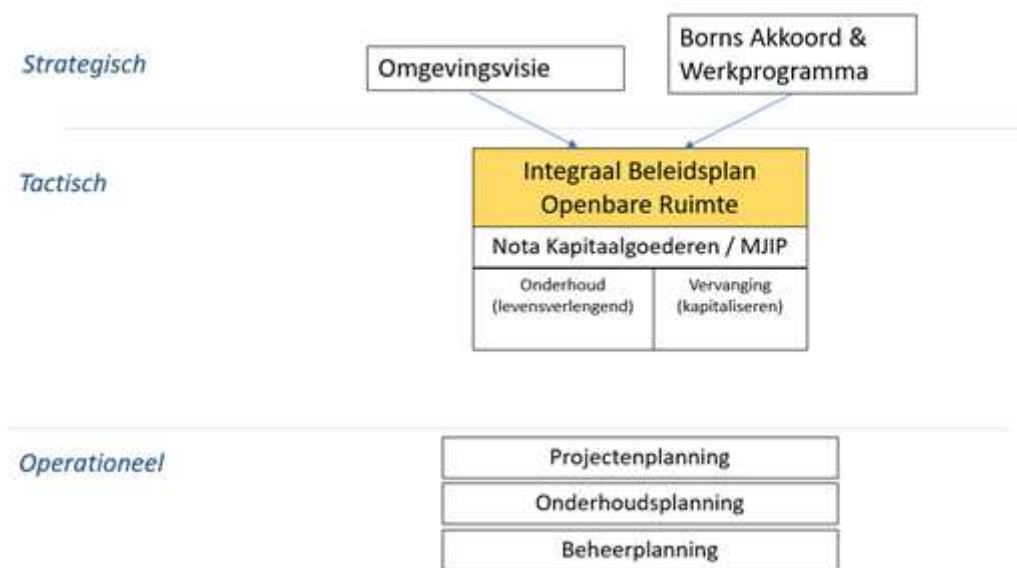 Strategisch
Omgevingsvisie
Borns Akkoord &
Werkprogramma
Tactisch
Integraal Beleidsplan
Openbare Ruimte
Nota Kapitaalgoederen / MJIP
Onderhoud
(levensverlengend)
Vervanging
(kapitaliseren)
Operationeel
Projectenplanning
Onderhoudsplanning
Beheerplanning